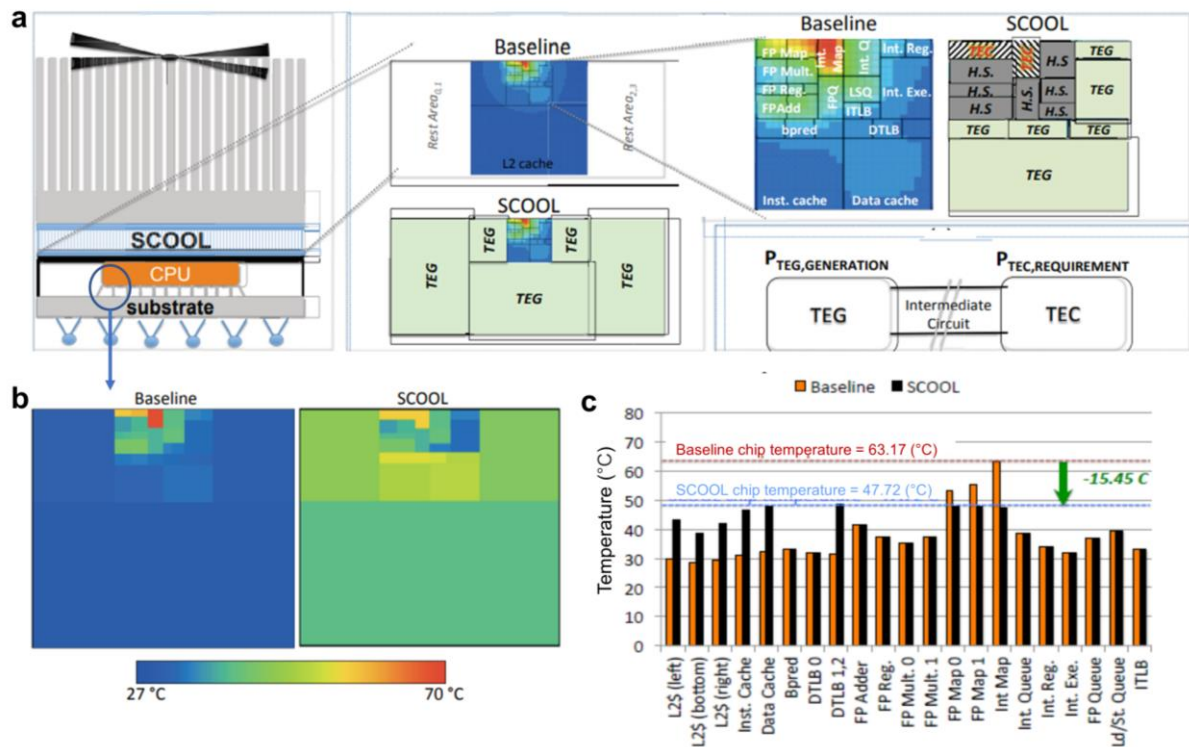 a
SCOOL
CPU
substrate
Baseline
Rest Area0,1
Rest Area2,3
L2 cache
SCOOL
TEG
TEG
TEG
TEG
TEG
Baseline
FP Map
Int. Map
Int. Q
Int. Reg.
FP Mult.
FP Reg.
FPAdd
FPQ
LSQ
ITLB
Int. Exe.
bpred
DTLB
Inst. cache
Data cache
SCOOL
TEC
TEC
H.S.
TEG
H.S.
H.S.
H.S
H.S.
H.S.
H.S.
TEG
TEG
TEG
TEG
TEG
PTEG,GENERATION
PTEC,REQUIREMENT
TEG
Intermediate
Circuit
TEC
b
Baseline
SCOOL
27 °C
70 °C
c
Baseline
SCOOL
Temperature (°C)
80
70
60
50
40
30
20
10
0
Baseline chip temperature = 63.17 (°C)
SCOOL chip temperature = 47.72 (°C)
-15.45 C
L2$ (left)
L2$ (bottom)
L2$ (right)
Inst. Cache
Data Cache
Bpred
DTLB 0
DTLB 1,2
FP Adder
FP Reg.
FP Mult. 0
FP Mult. 1
FP Map 0
FP Map 1
Int Map
Int. Queue
Int. Reg.
Int. Exe.
FP Queue
Ld/St. Queue
ITLB